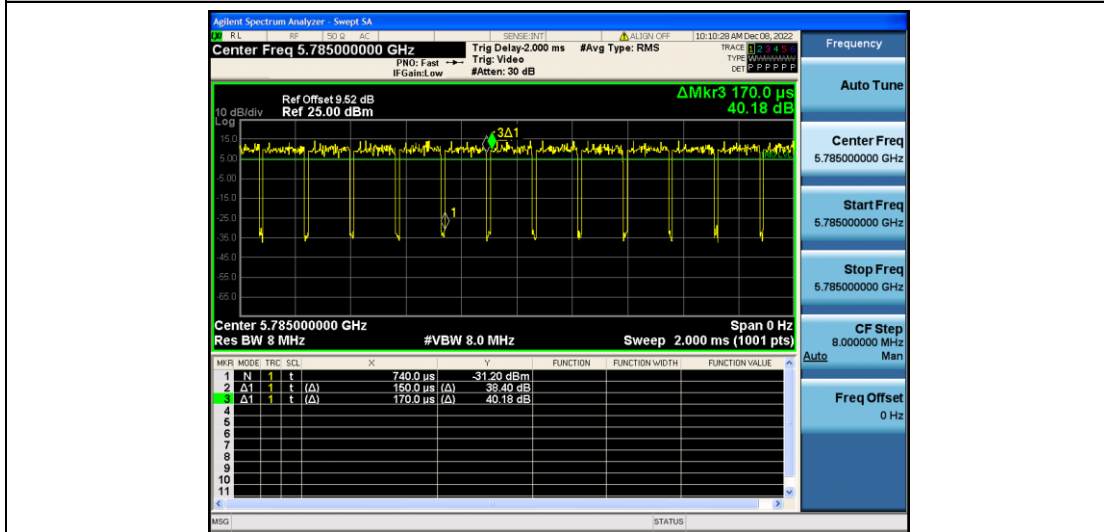 Agilent Spectrum Analyzer - Swept SA
RL RF 50 Ω AC SENSE:INT ALIGN OFF 10:10:28 AM Dec 08, 2022
Center Freq 5.785000000 GHz
Trig Delay-2.000 ms #Avg Type: RMS
PNO: Fast Trig: Video
IFGain:Low #Atten: 30 dB
TRACE 1 2 3 4 5 6
TYPE W
DET P P P P P P
ΔMkr3 170.0 µs
40.18 dB
Ref Offset 9.52 dB
10 dB/div Ref 25.00 dBm
Log
15.0
5.00
-5.00
-15.0
-25.0
-35.0
-45.0
-55.0
-65.0
3Δ1
1
Center 5.785000000 GHz Span 0 Hz
Res BW 8 MHz #VBW 8.0 MHz Sweep 2.000 ms (1001 pts)
MKR MODE TRC SCL X Y FUNCTION FUNCTION WIDTH FUNCTION VALUE
1 N 1 t 740.0 µs -31.20 dBm
2 Δ1 1 t (Δ) 150.0 µs (Δ) 38.40 dB
3 Δ1 1 t (Δ) 170.0 µs (Δ) 40.18 dB
4
5
6
7
8
9
10
11
MSG STATUS
Frequency
Auto Tune
Center Freq
5.785000000 GHz
Start Freq
5.785000000 GHz
Stop Freq
5.785000000 GHz
CF Step
8.000000 MHz
Auto Man
Freq Offset
0 Hz